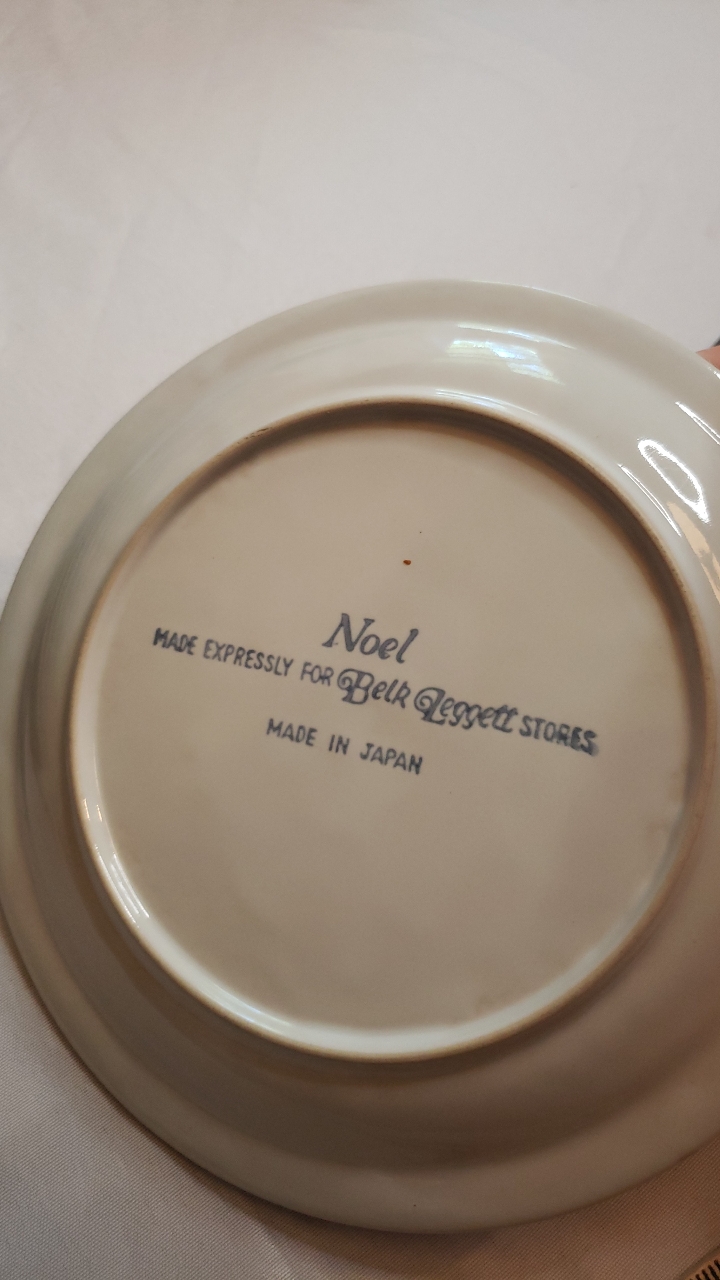 Noel
MADE EXPRESSLY FOR Belk Leggett STORES
MADE IN JAPAN